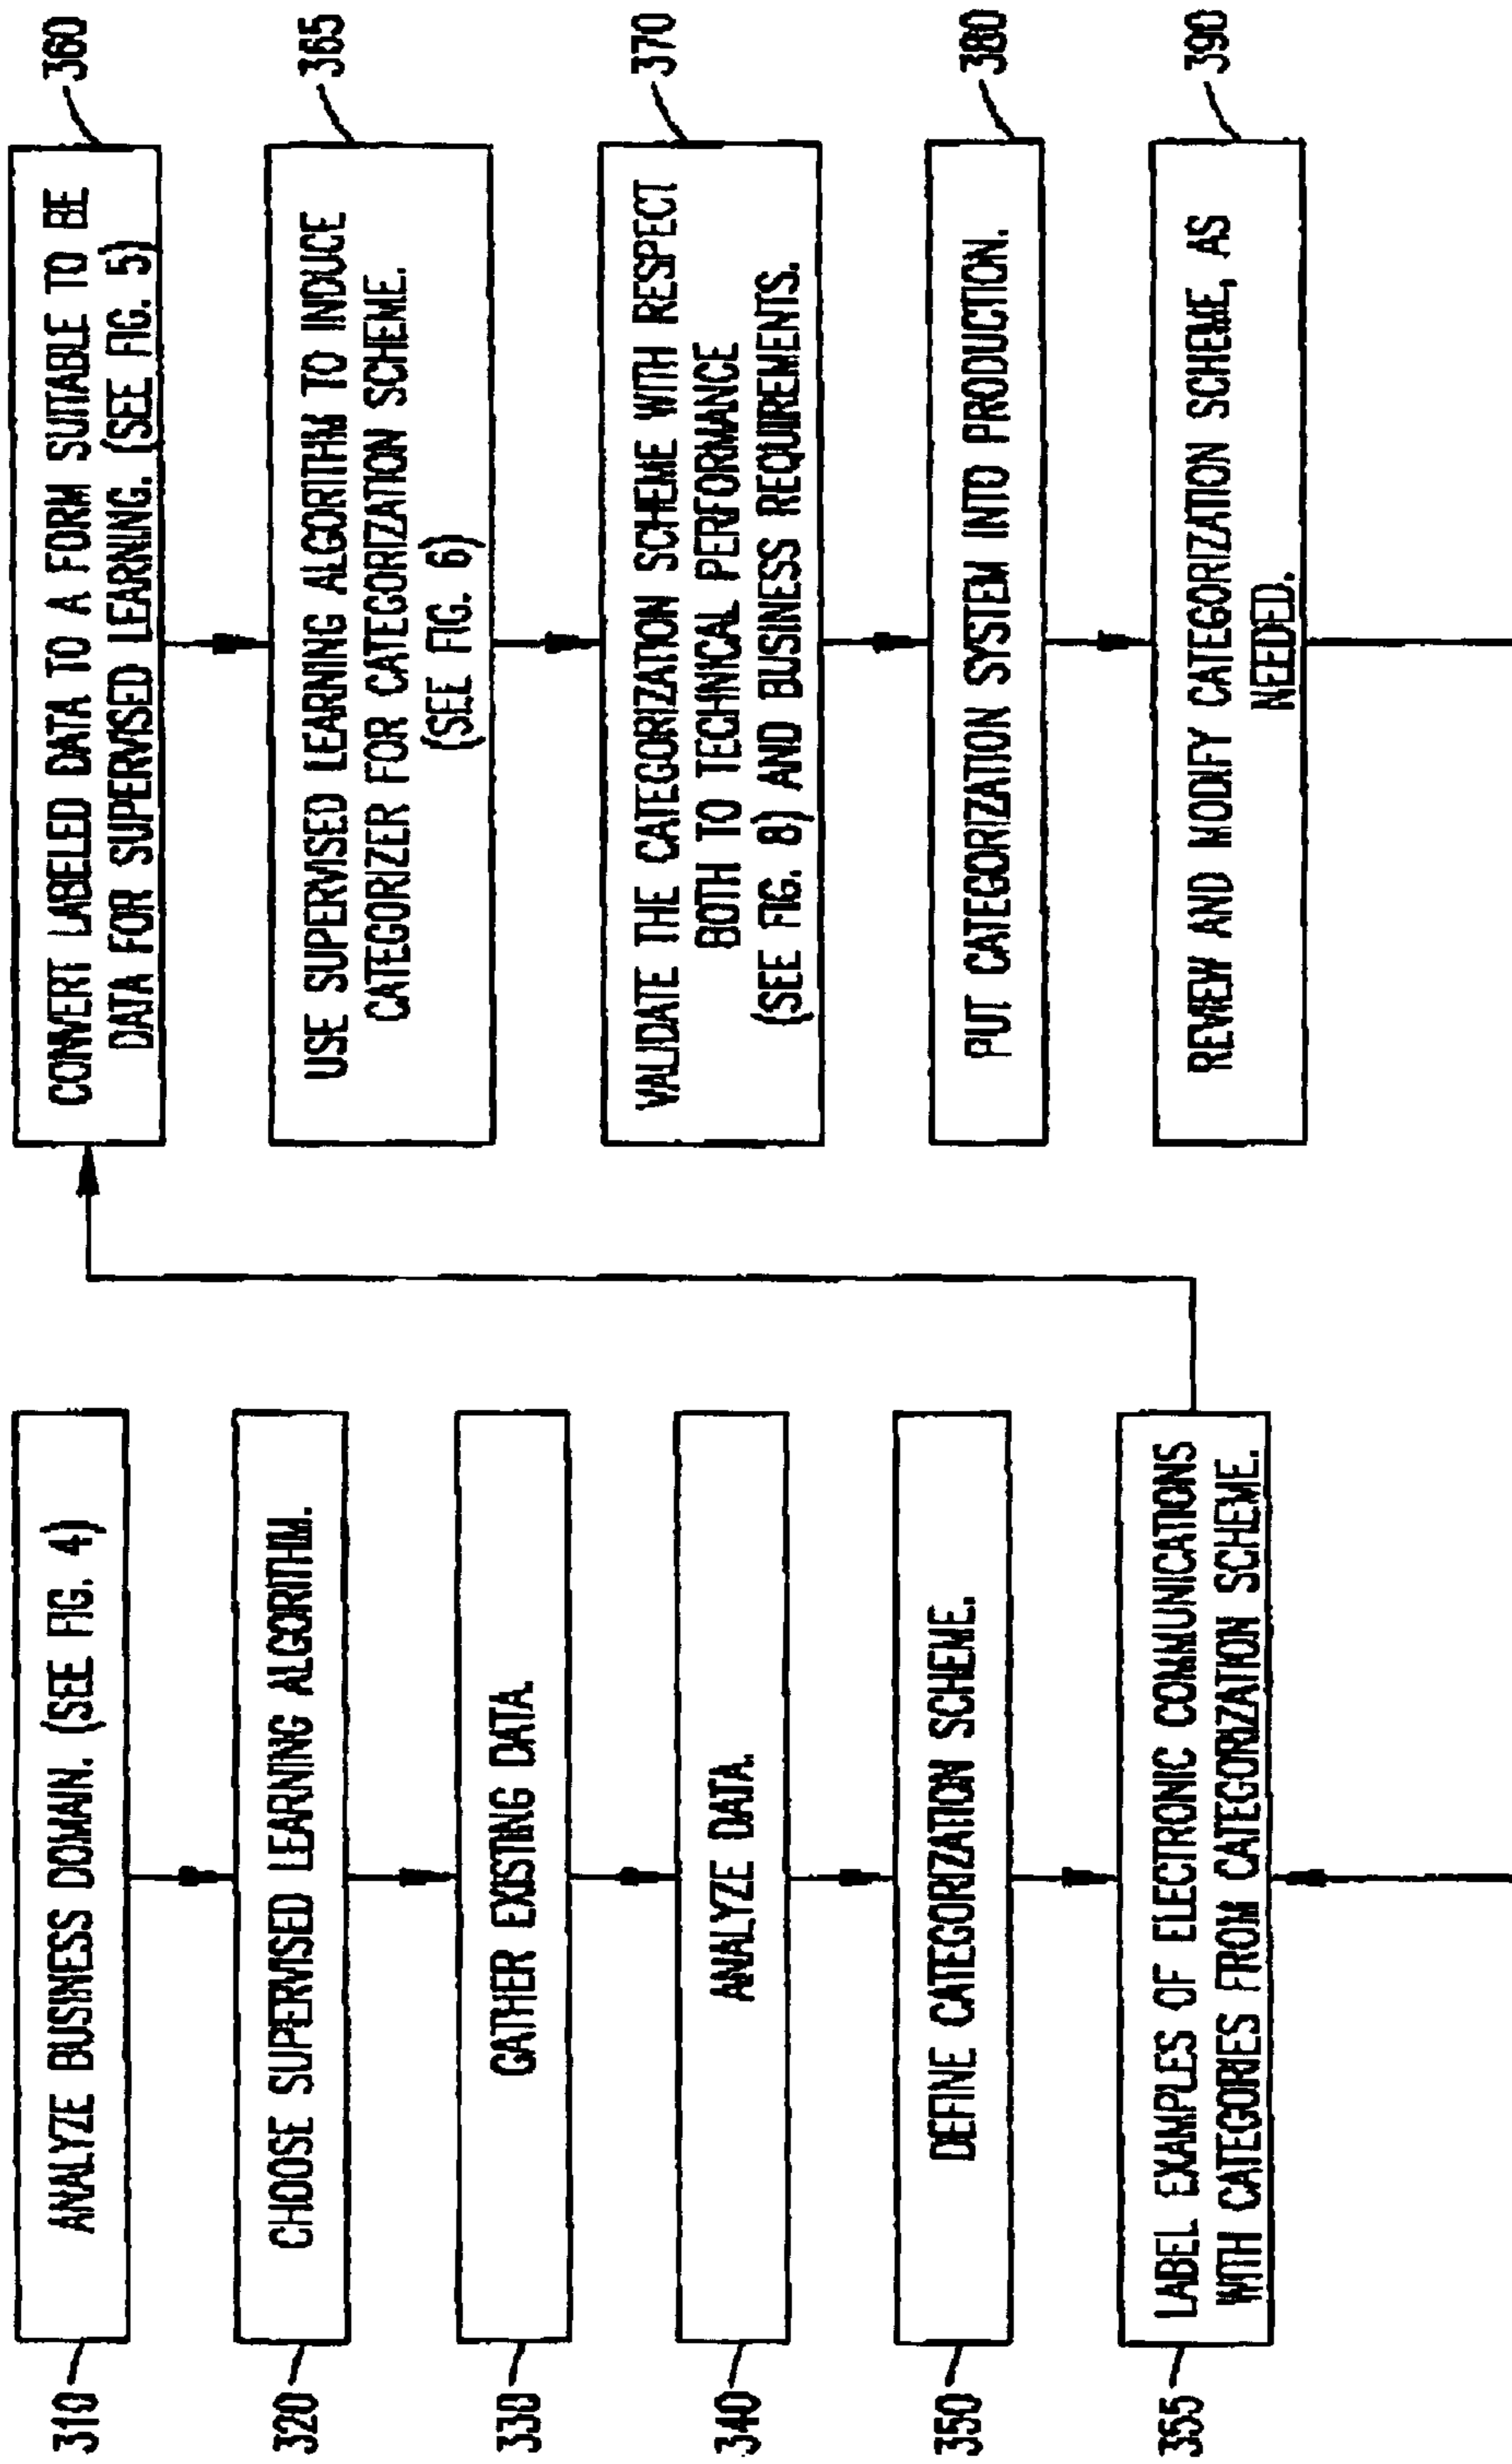 310
ANALYZE BUSINESS DOMAIN. (SEE FIG. 4)
320
CHOOSE SUPERVISED LEARNING ALGORITHM.
330
GATHER EXISTING DATA.
340
ANALYZE DATA.
350
DEFINE CATEGORIZATION SCHEME.
355
LABEL EXAMPLES OF ELECTRONIC COMMUNICATIONS
WITH CATEGORIES FROM CATEGORIZATION SCHEME.
360
CONVERT LABELED DATA TO A FORM SUITABLE TO BE
DATA FOR SUPERVISED LEARNING. (SEE FIG. 5)
365
USE SUPERVISED LEARNING ALGORITHM TO INDUCE
CATEGORIZER FOR CATEGORIZATION SCHEME.
(SEE FIG. 6)
370
VALIDATE THE CATEGORIZATION SCHEME WITH RESPECT
BOTH TO TECHNICAL PERFORMANCE
(SEE FIG. 8) AND BUSINESS REQUIREMENTS.
380
PUT CATEGORIZATION SYSTEM INTO PRODUCTION.
390
REVIEW AND MODIFY CATEGORIZATION SCHEME, AS
NEEDED.